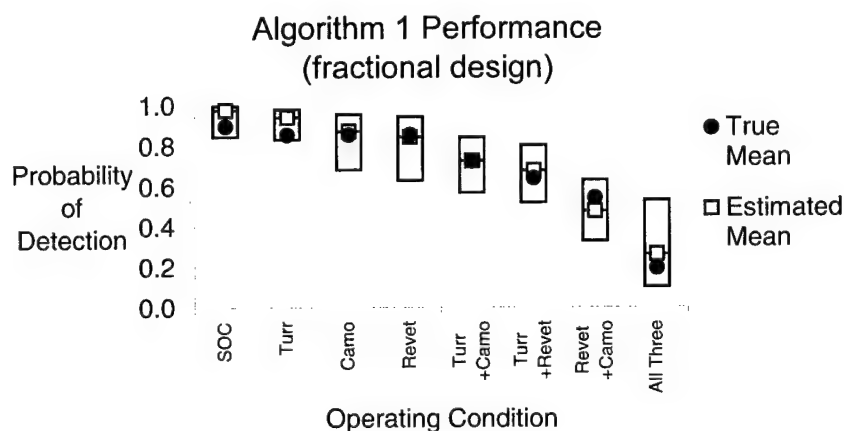 Algorithm 1 Performance
(fractional design)
1.0
0.8
0.6
0.4
0.2
0.0
Probability
of
Detection
True
Mean
Estimated
Mean
SOC
Turr
Camo
Revet
Turr
+Camo
Turr
+Revet
Revet
+Camo
All Three
Operating Condition